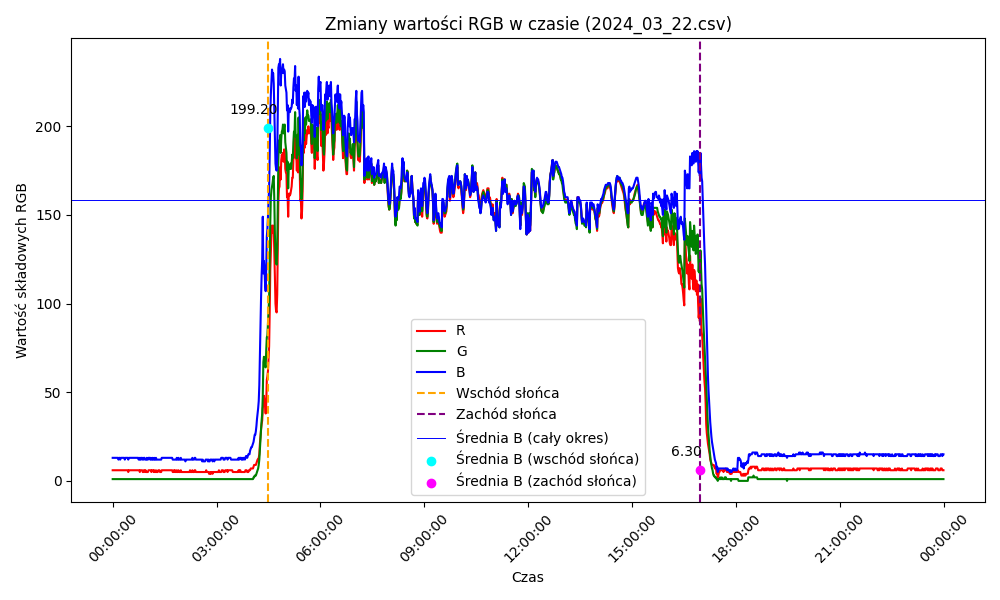 Zmiany wartości RGB w czasie (2024_03_22.csv)
Wartość składowych RGB
200
150
100
50
0
199.20
6.30
R
G
B
Wschód słońca
Zachód słońca
Średnia B (cały okres)
Średnia B (wschód słońca)
Średnia B (zachód słońca)
00:00:00
03:00:00
06:00:00
09:00:00
12:00:00
15:00:00
18:00:00
21:00:00
00:00:00
Czas